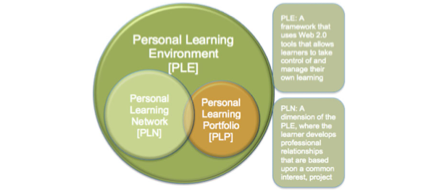 Personal Learning
Environment
[PLE]
Personal
Learning
Network
[PLN]
Personal
Learning
Portfolio
[PLP]
PLE: A
framework that
uses Web 2.0
tools that allows
learners to take
control of and
manage their
own learning
PLN: A
dimension of the
PLE, where the
learner develops
professional
relationships
that are based
upon a common
interest, project